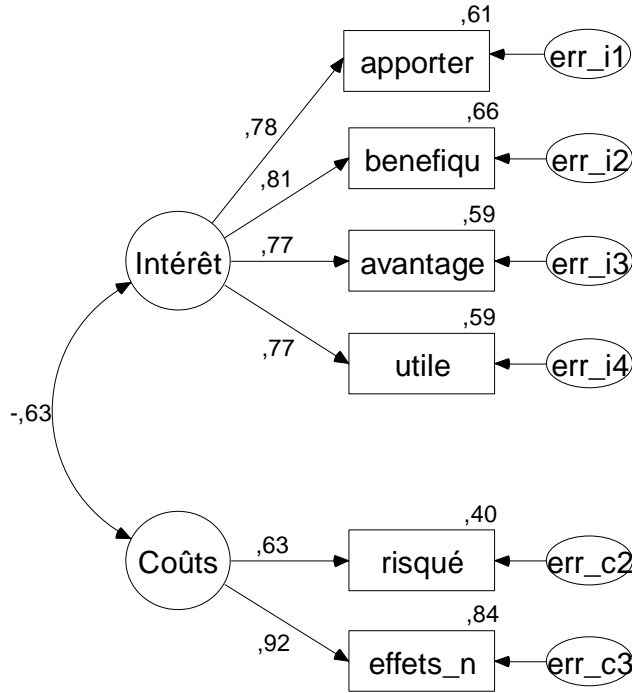 ,61
apporter
err_i1
,78
,66
benefiqu
err_i2
,81
,59
Intérêt
,77
avantage
err_i3
,59
,77
utile
err_i4
-,63
,40
Coûts
,63
risqué
err_c2
,84
,92
effets_n
err_c3